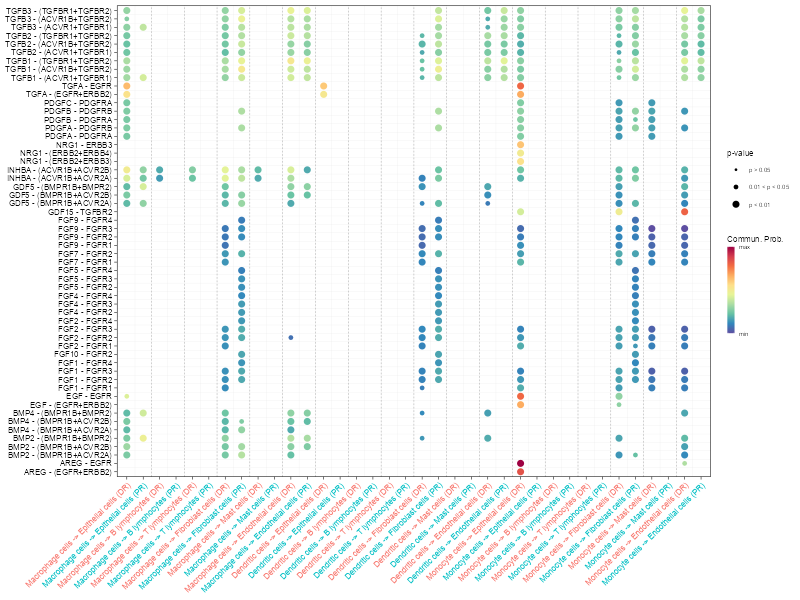 TGFB3 - (TGFBR1+TGFBR2)
TGFB3 - (ACVR1B+TGFBR2)
TGFB3 - (ACVR1+TGFBR1)
TGFB2 - (TGFBR1+TGFBR2)
TGFB2 - (ACVR1B+TGFBR2)
TGFB2 - (ACVR1+TGFBR1)
TGFB1 - (TGFBR1+TGFBR2)
TGFB1 - (ACVR1B+TGFBR2)
TGFB1 - (ACVR1+TGFBR1)
TGFA - EGFR
TGFA - (EGFR+ERBB2)
PDGFC - PDGFRA
PDGFB - PDGFRB
PDGFB - PDGFRA
PDGFA - PDGFRB
PDGFA - PDGFRA
NRG1 - ERBB3
NRG1 - (ERBB2+ERBB4)
NRG1 - (ERBB2+ERBB3)
INHBA - (ACVR1B+ACVR2B)
INHBA - (ACVR1B+ACVR2A)
GDF5 - (BMPR1B+BMPR2)
GDF5 - (BMPR1B+ACVR2B)
GDF5 - (BMPR1B+ACVR2A)
GDF15 - TGFBR2
FGF9 - FGFR4
FGF9 - FGFR3
FGF9 - FGFR2
FGF9 - FGFR1
FGF7 - FGFR2
FGF7 - FGFR1
FGF5 - FGFR4
FGF5 - FGFR3
FGF5 - FGFR2
FGF4 - FGFR4
FGF4 - FGFR3
FGF4 - FGFR2
FGF2 - FGFR4
FGF2 - FGFR3
FGF2 - FGFR2
FGF2 - FGFR1
FGF10 - FGFR2
FGF1 - FGFR4
FGF1 - FGFR3
FGF1 - FGFR2
FGF1 - FGFR1
EGF - EGFR
EGF - (EGFR+ERBB2)
BMP4 - (BMPR1B+BMPR2)
BMP4 - (BMPR1B+ACVR2B)
BMP4 - (BMPR1B+ACVR2A)
BMP2 - (BMPR1B+BMPR2)
BMP2 - (BMPR1B+ACVR2B)
BMP2 - (BMPR1B+ACVR2A)
AREG - EGFR
AREG - (EGFR+ERBB2)
Macrophage cells -> Epithelial cells (DR)
Macrophage cells -> Epithelial cells (PR)
Macrophage cells -> B lymphocytes (DR)
Macrophage cells -> B lymphocytes (PR)
Macrophage cells -> T lymphocytes (DR)
Macrophage cells -> T lymphocytes (PR)
Macrophage cells -> Fibroblast cells (DR)
Macrophage cells -> Fibroblast cells (PR)
Macrophage cells -> Mast cells (DR)
Macrophage cells -> Mast cells (PR)
Macrophage cells -> Endothelial cells (DR)
Macrophage cells -> Endothelial cells (PR)
Dendritic cells -> Epithelial cells (DR)
Dendritic cells -> Epithelial cells (PR)
Dendritic cells -> B lymphocytes (DR)
Dendritic cells -> B lymphocytes (PR)
Dendritic cells -> T lymphocytes (DR)
Dendritic cells -> T lymphocytes (PR)
Dendritic cells -> Fibroblast cells (DR)
Dendritic cells -> Fibroblast cells (PR)
Dendritic cells -> Mast cells (DR)
Dendritic cells -> Mast cells (PR)
Dendritic cells -> Endothelial cells (DR)
Dendritic cells -> Endothelial cells (PR)
Monocyte cells -> Epithelial cells (DR)
Monocyte cells -> Epithelial cells (PR)
Monocyte cells -> B lymphocytes (DR)
Monocyte cells -> B lymphocytes (PR)
Monocyte cells -> T lymphocytes (DR)
Monocyte cells -> T lymphocytes (PR)
Monocyte cells -> Fibroblast cells (DR)
Monocyte cells -> Fibroblast cells (PR)
Monocyte cells -> Mast cells (DR)
Monocyte cells -> Mast cells (PR)
Monocyte cells -> Endothelial cells (DR)
Monocyte cells -> Endothelial cells (PR)
p-value
p > 0.05
0.01 < p < 0.05
p < 0.01
Commun. Prob.
max
min